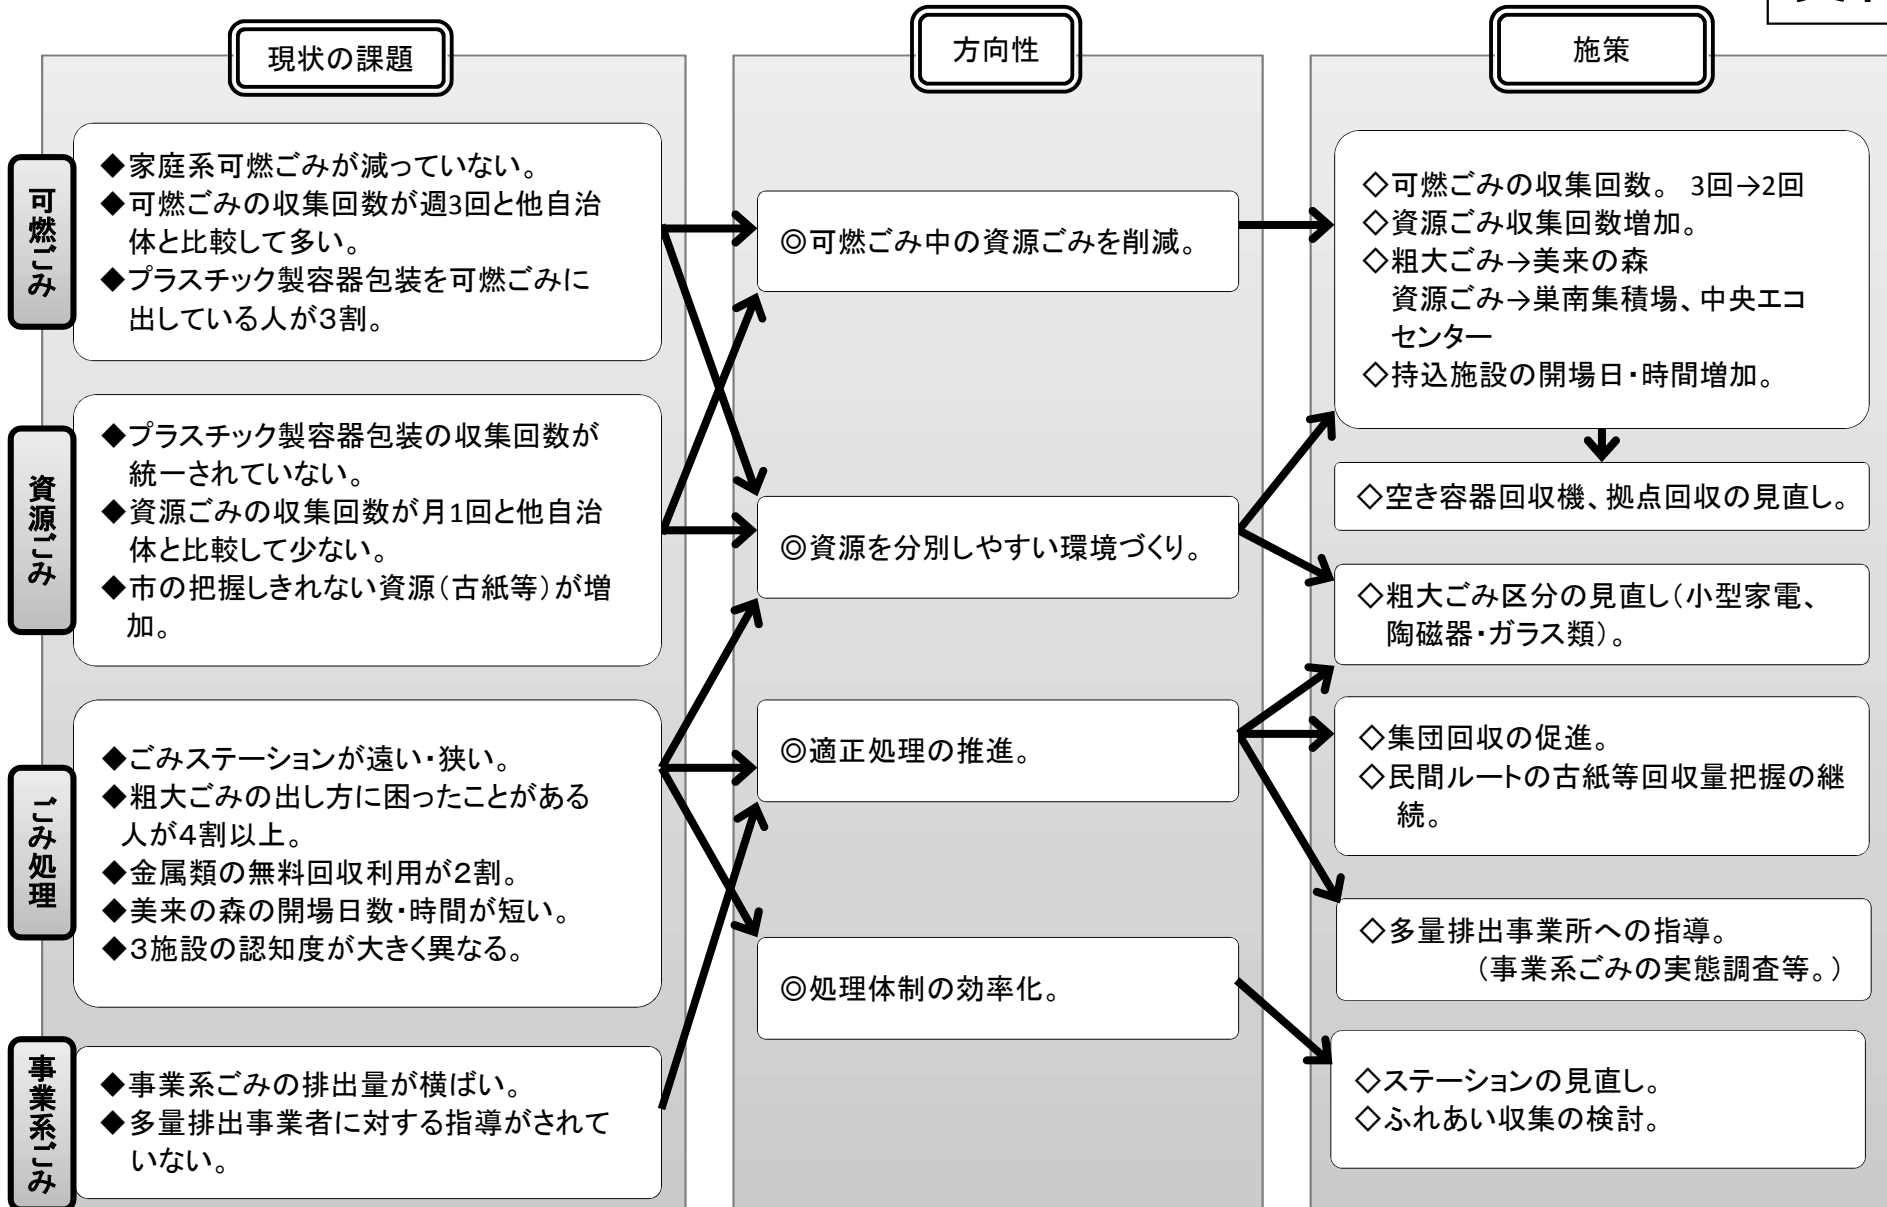 現状の課題
方向性
施策
可燃ごみ
◆家庭系可燃ごみが減っていない。
◆可燃ごみの収集回数が週3回と他自治
体と比較して多い。
◆プラスチック製容器包装を可燃ごみに
出している人が3割。
資源ごみ
◆プラスチック製容器包装の収集回数が
統一されていない。
◆資源ごみの収集回数が月1回と他自治
体と比較して少ない。
◆市の把握しきれない資源(古紙等)が増
加。
ごみ処理
◆ごみステーションが遠い・狭い。
◆粗大ごみの出し方に困ったことがある
人が4割以上。
◆金属類の無料回収利用が2割。
◆美来の森の開場日数・時間が短い。
◆3施設の認知度が大きく異なる。
事業系ごみ
◆事業系ごみの排出量が横ばい。
◆多量排出事業者に対する指導がされて
いない。
◎可燃ごみ中の資源ごみを削減。
◎資源を分別しやすい環境づくり。
◎適正処理の推進。
◎処理体制の効率化。
◇可燃ごみの収集回数。 3回→2回
◇資源ごみ収集回数増加。
◇粗大ごみ→美来の森
資源ごみ→巣南集積場、中央エコ
センター
◇持込施設の開場日・時間増加。
◇空き容器回収機、拠点回収の見直し。
◇粗大ごみ区分の見直し(小型家電、
陶磁器・ガラス類)。
◇集団回収の促進。
◇民間ルートの古紙等回収量把握の継
続。
◇多量排出事業所への指導。
(事業系ごみの実態調査等。)
◇ステーションの見直し。
◇ふれあい収集の検討。